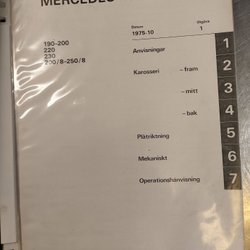 MERCEDES
Datum
Utgåva
1975-10
1
190-200
220
230
200/8-250/8
Anvisningar
1
Karosseri
- fram
2
- mitt
3
- bak
4
Plåtriktning
5
Mekaniskt
6
Operationshänvisning
7